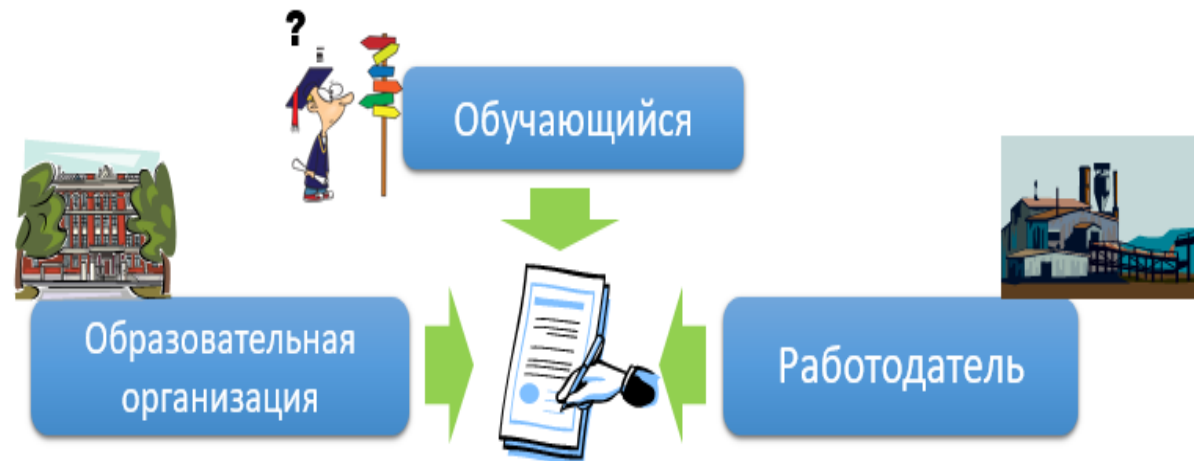 ?
Обучающийся
Образовательная
организация
Работодатель